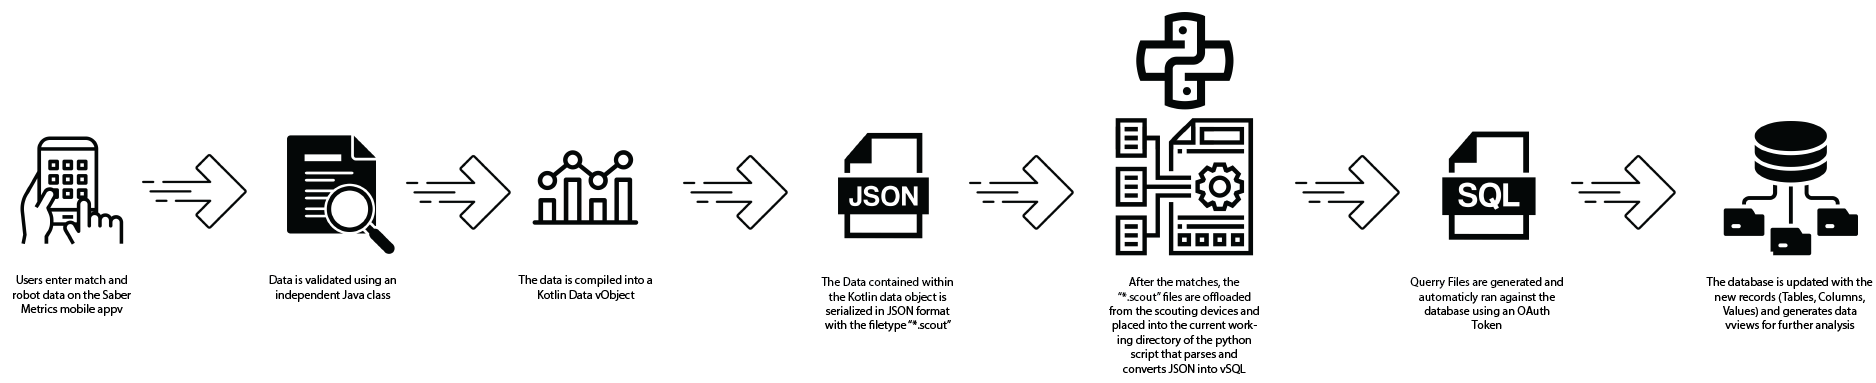 JSON
SQL
Users enter match and
robot data on the Saber
Metrics mobile appv
Data is validated using an
independent Java class
The data is compiled into a
Kotlin Data vObject
The Data contained within
the Kotlin data object is
serialized in JSON format
with the filetype “*.scout”
After the matches, the
“*.scout” files are offloaded
from the scouting devices and
placed into the current work-
ing directory of the python
script that parses and
converts JSON into vSQL
Querry Files are generated and
automaticly ran against the
database using an OAuth
Token
The database is updated with the
new records (Tables, Columns,
Values) and generates data
vviews for further analysis